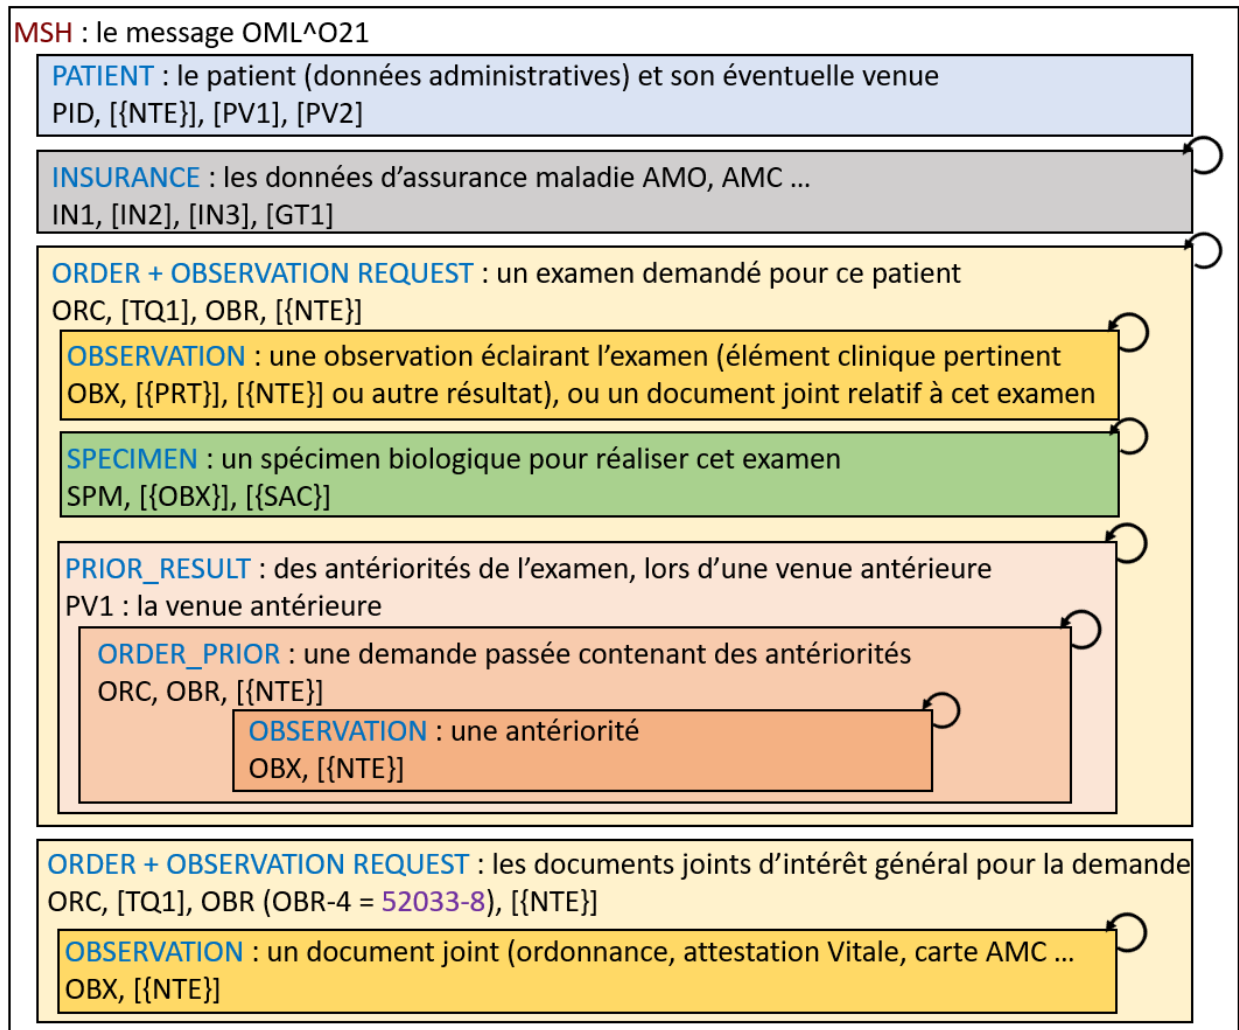 MSH : le message OML^O21
PATIENT : le patient (données administratives) et son éventuelle venue
PID, [{NTE}], [PV1], [PV2]
INSURANCE : les données d’assurance maladie AMO, AMC ...
IN1, [IN2], [IN3], [GT1]
ORDER + OBSERVATION REQUEST : un examen demandé pour ce patient
ORC, [TQ1], OBR, [{NTE}]
OBSERVATION : une observation éclairant l’examen (élément clinique pertinent
OBX, [{PRT}], [{NTE}] ou autre résultat), ou un document joint relatif à cet examen
SPECIMEN : un spécimen biologique pour réaliser cet examen
SPM, [{OBX}], [{SAC}]
PRIOR_RESULT : des antériorités de l’examen, lors d’une venue antérieure
PV1 : la venue antérieure
ORDER_PRIOR : une demande passée contenant des antériorités
ORC, OBR, [{NTE}]
OBSERVATION : une antériorité
OBX, [{NTE}]
ORDER + OBSERVATION REQUEST : les documents joints d’intérêt général pour la demande
ORC, [TQ1], OBR (OBR-4 = 52033-8), [{NTE}]
OBSERVATION : un document joint (ordonnance, attestation Vitale, carte AMC ...
OBX, [{NTE}]